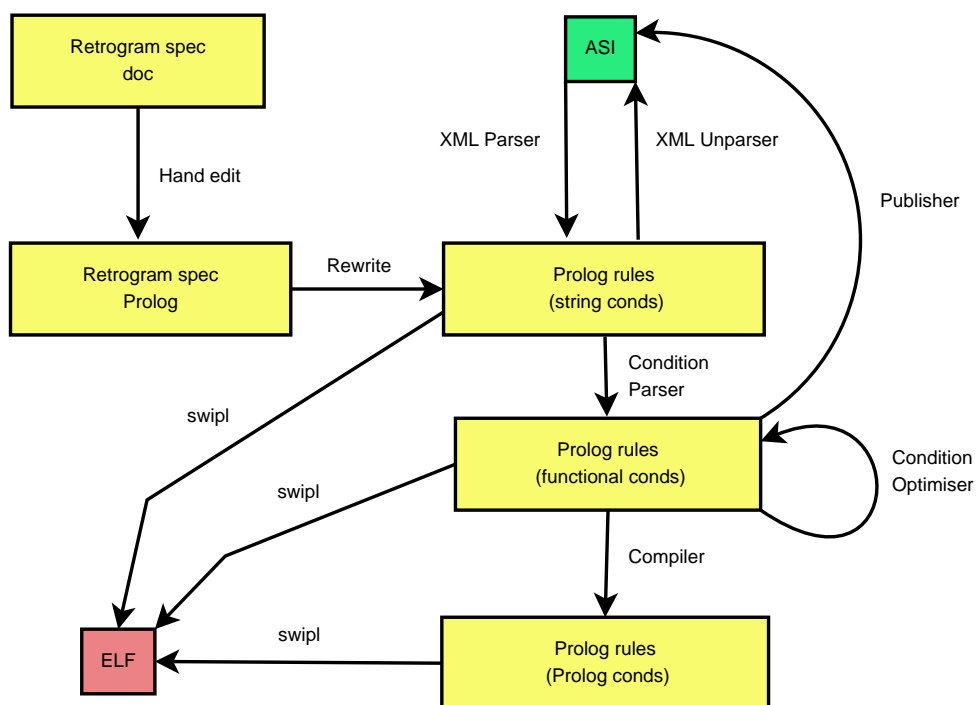 Retrogram spec
doc
ASI
XML Parser
XML Unparser
Hand edit
Publisher
Retrogram spec
Prolog
Rewrite
Prolog rules
(string conds)
Condition
Parser
swipl
Prolog rules
(functional conds)
Condition
Optimiser
swipl
Compiler
swipl
ELF
Prolog rules
(Prolog conds)